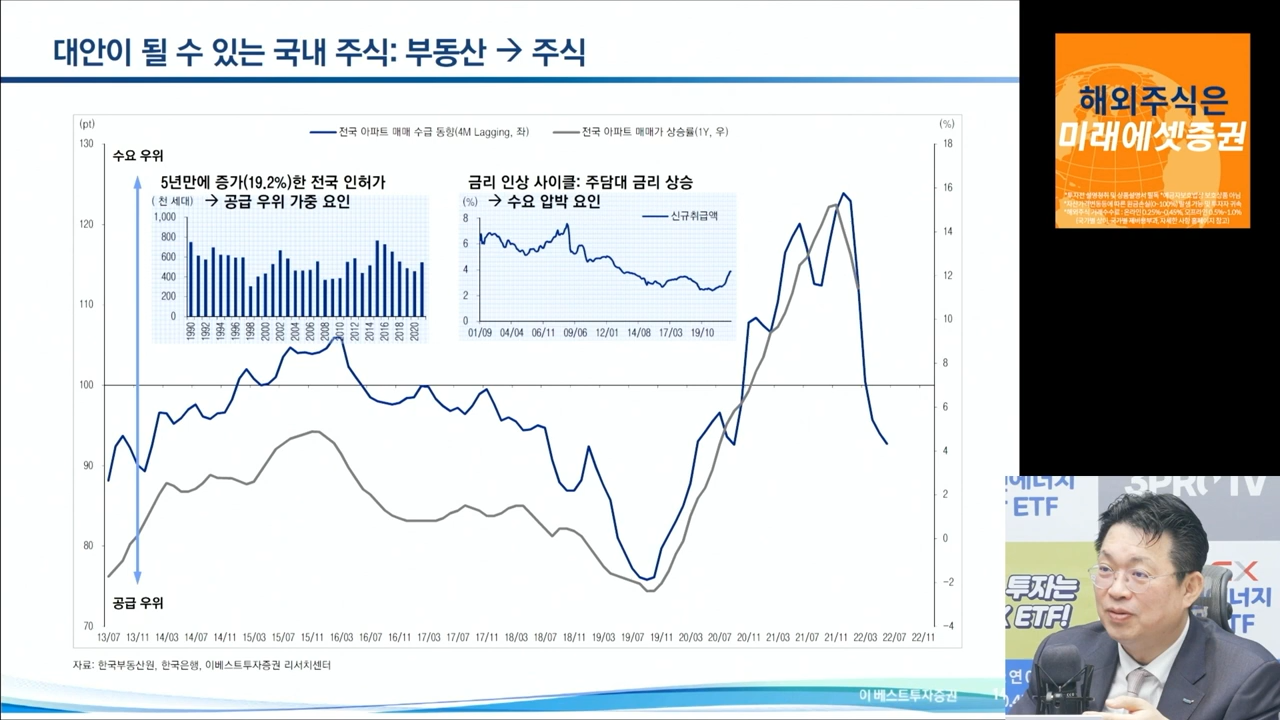 대안이 될 수 있는 국내 주식: 부동산 → 주식
(pt)
(%)
전국 아파트 매매 수급 동향(4M Lagging, 좌)
전국 아파트 매매가 상승률(1Y, 우)
130
120
110
100
90
80
70
18
16
14
12
10
8
6
4
2
0
-2
-4
수요 우위
공급 우위
5년만에 증가(19.2%)한 전국 인허가
→ 공급 우위 가중 요인
( 천 세대)
1,000
800
600
400
200
0
1990 1992 1994 1996 1998 2000 2002 2004 2006 2008 2010 2012 2014 2016 2018 2020
금리 인상 사이클: 주담대 금리 상승
→ 수요 압박 요인
(%)
신규취급액
8
6
4
2
0
01/09 04/04 06/11 09/06 12/01 14/08 17/03 19/10
13/07 13/11 14/03 14/07 14/11 15/03 15/07 15/11 16/03 16/07 16/11 17/03 17/07 17/11 18/03 18/07 18/11 19/03 19/07 19/11 20/03 20/07 20/11 21/03 21/07 21/11 22/03 22/07 22/11
자료: 한국부동산원, 한국은행, 이베스트투자증권 리서치센터
이베스트투자증권
해외주식은
미래에셋증권
에너지
ETF
3PRO TV
투자는
ETF!